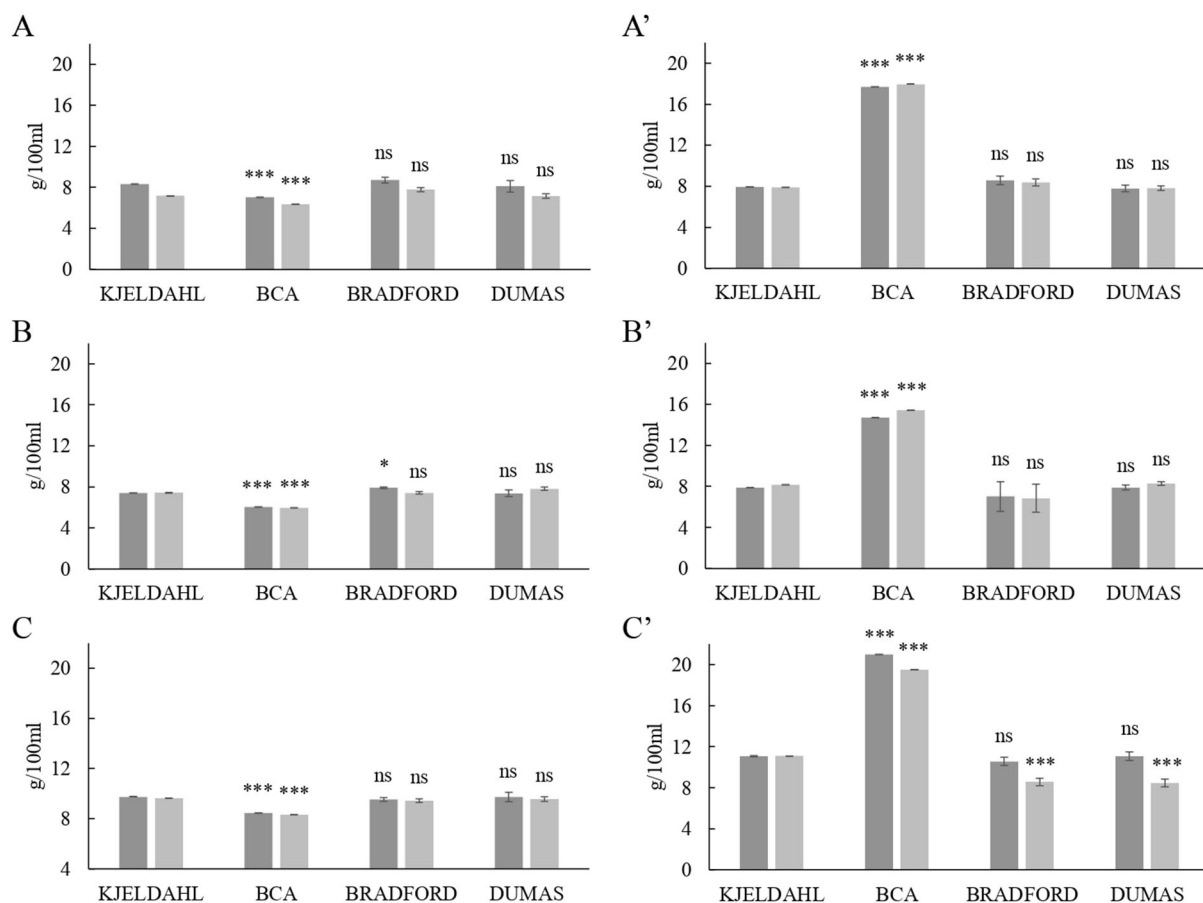 A
g/100ml
20
16
12
8
4
0
*** ***
ns ns
ns ns
KJELDAHL BCA BRADFORD DUMAS
A’
g/100ml
20
16
12
8
4
0
*** ***
ns ns
ns ns
KJELDAHL BCA BRADFORD DUMAS
B
g/100ml
20
16
12
8
4
0
*** ***
* ns
ns ns
KJELDAHL BCA BRADFORD DUMAS
B’
g/100ml
20
16
12
8
4
0
*** ***
ns ns
ns ns
KJELDAHL BCA BRADFORD DUMAS
C
g/100ml
20
16
12
8
4
*** ***
ns ns
ns ns
KJELDAHL BCA BRADFORD DUMAS
C’
g/100ml
20
16
12
8
4
0
*** ***
ns ***
ns ***
KJELDAHL BCA BRADFORD DUMAS